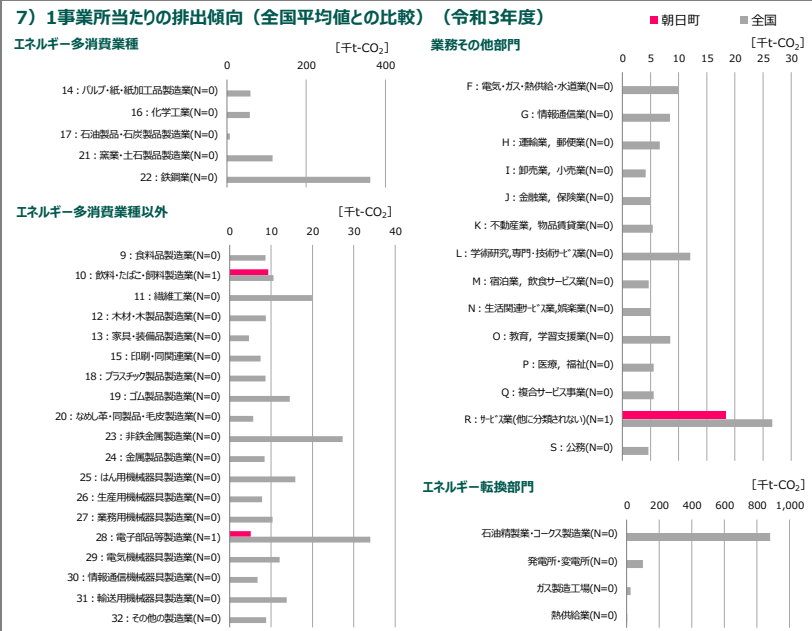 7）1事業所当たりの排出傾向（全国平均値との比較）（令和3年度）
朝日町 全国
エネルギー多消費業種
[千t-CO₂]
0 200 400
14：パルプ・紙・紙加工品製造業(N=0)
16：化学工業(N=0)
17：石油製品・石炭製品製造業(N=0)
21：窯業・土石製品製造業(N=0)
22：鉄鋼業(N=0)
エネルギー多消費業種以外
[千t-CO₂]
0 10 20 30 40
9：食料品製造業(N=0)
10：飲料・たばこ・飼料製造業(N=1)
11：繊維工業(N=0)
12：木材・木製品製造業(N=0)
13：家具・装備品製造業(N=0)
15：印刷・同関連業(N=0)
18：プラスチック製品製造業(N=0)
19：ゴム製品製造業(N=0)
20：なめし革・同製品・毛皮製造業(N=0)
23：非鉄金属製造業(N=0)
24：金属製品製造業(N=0)
25：はん用機械器具製造業(N=0)
26：生産用機械器具製造業(N=0)
27：業務用機械器具製造業(N=0)
28：電子部品等製造業(N=1)
29：電気機械器具製造業(N=0)
30：情報通信機械器具製造業(N=0)
31：輸送用機械器具製造業(N=0)
32：その他の製造業(N=0)
業務その他部門
[千t-CO₂]
0 5 10 15 20 25 30
F：電気・ガス・熱供給・水道業(N=0)
G：情報通信業(N=0)
H：運輸業，郵便業(N=0)
I：卸売業，小売業(N=0)
J：金融業，保険業(N=0)
K：不動産業，物品賃貸業(N=0)
L：学術研究,専門・技術サービス業(N=0)
M：宿泊業，飲食サービス業(N=0)
N：生活関連サービス業,娯楽業(N=0)
O：教育，学習支援業(N=0)
P：医療，福祉(N=0)
Q：複合サービス事業(N=0)
R：サービス業(他に分類されない)(N=1)
S：公務(N=0)
エネルギー転換部門
[千t-CO₂]
0 200 400 600 800 1,000
石油精製業・コークス製造業(N=0)
発電所・変電所(N=0)
ガス製造工場(N=0)
熱供給業(N=0)